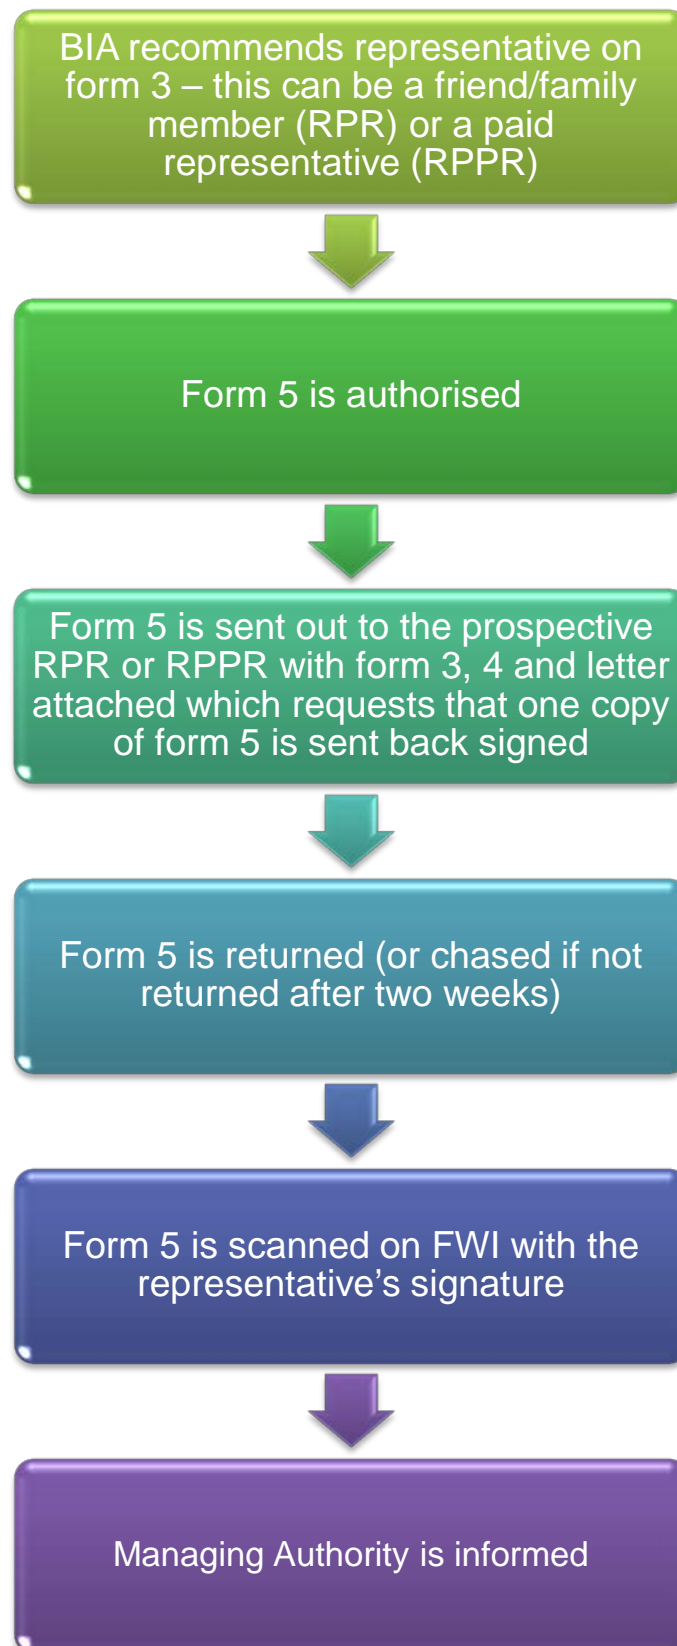 BIA recommends representative on
form 3 – this can be a friend/family
member (RPR) or a paid
representative (RPPR)
Form 5 is authorised
Form 5 is sent out to the prospective
RPR or RPPR with form 3, 4 and letter
attached which requests that one copy
of form 5 is sent back signed
Form 5 is returned (or chased if not
returned after two weeks)
Form 5 is scanned on FWI with the
representative’s signature
Managing Authority is informed